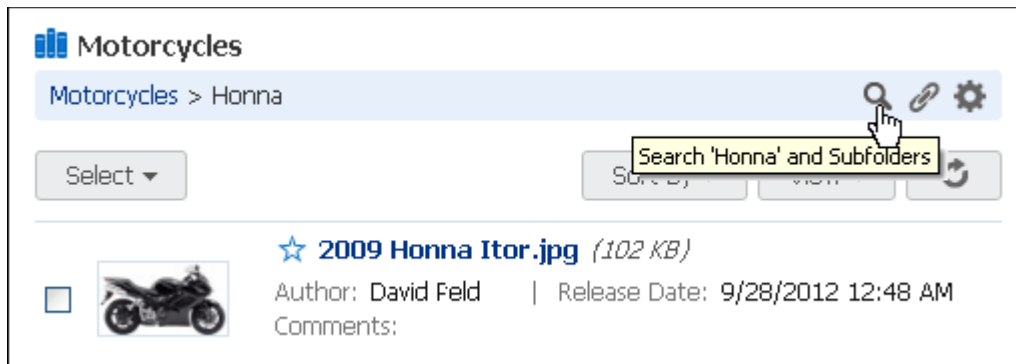 Motorcycles
Motorcycles > Honna
Search 'Honna' and Subfolders
Select
2009 Honna Itor.jpg (102 KB)
Author: David Feld | Release Date: 9/28/2012 12:48 AM
Comments: